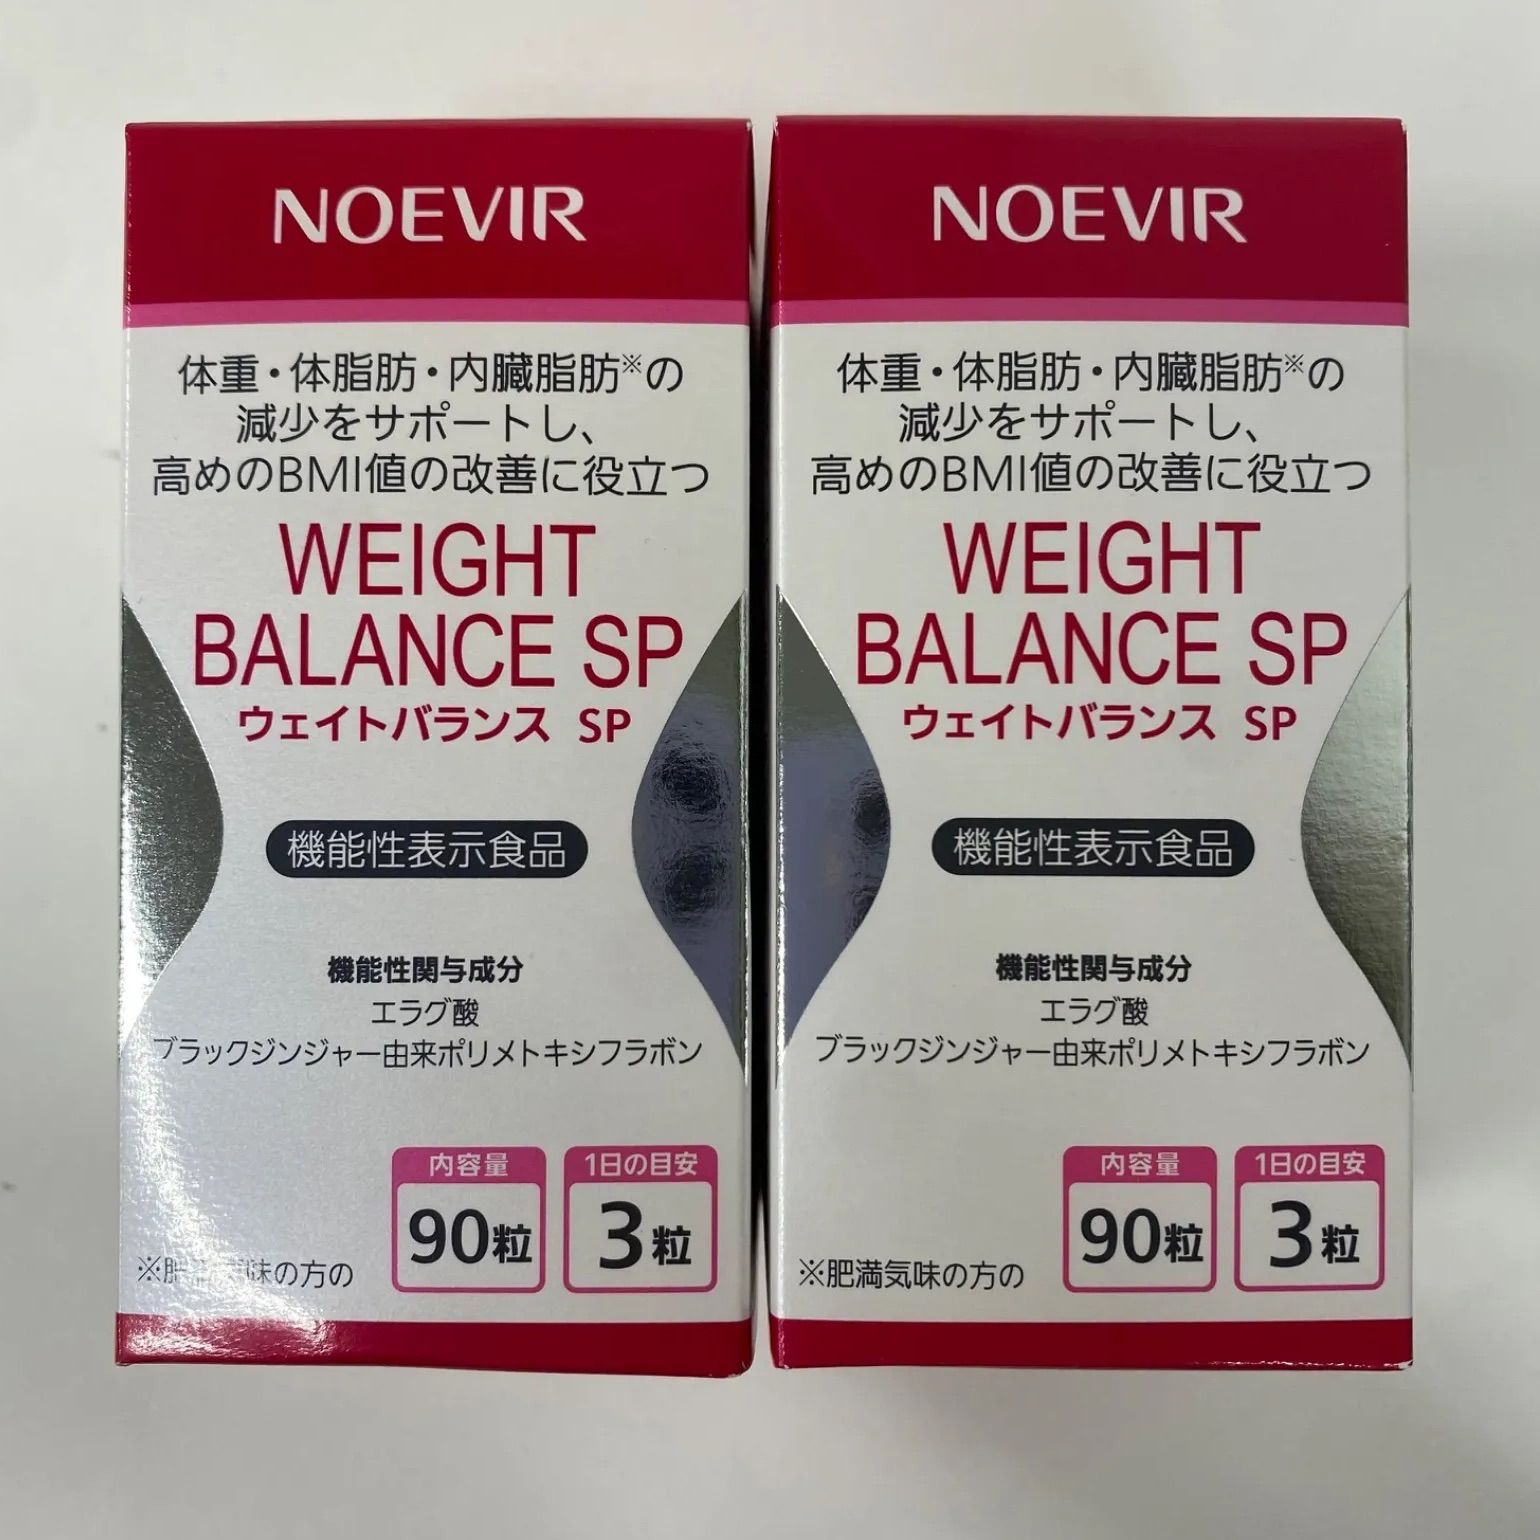 NOEVIR
体重・体脂肪・内臓脂肪※の
減少をサポートし、
高めのBMI値の改善に役立つ
WEIGHT
BALANCE SP
ウェイトバランス SP
機能性表示食品
機能性関与成分
エラグ酸
ブラックジンジャー由来ポリメトキシフラボン
内容量
90粒
1日の目安
3粒
味の方の
NOEVIR
体重・体脂肪・内臓脂肪※の
減少をサポートし、
高めのBMI値の改善に役立つ
WEIGHT
BALANCE SP
ウェイトバランス SP
機能性表示食品
機能性関与成分
エラグ酸
ブラックジンジャー由来ポリメトキシフラボン
内容量
90粒
1日の目安
3粒
※肥満気味の方の